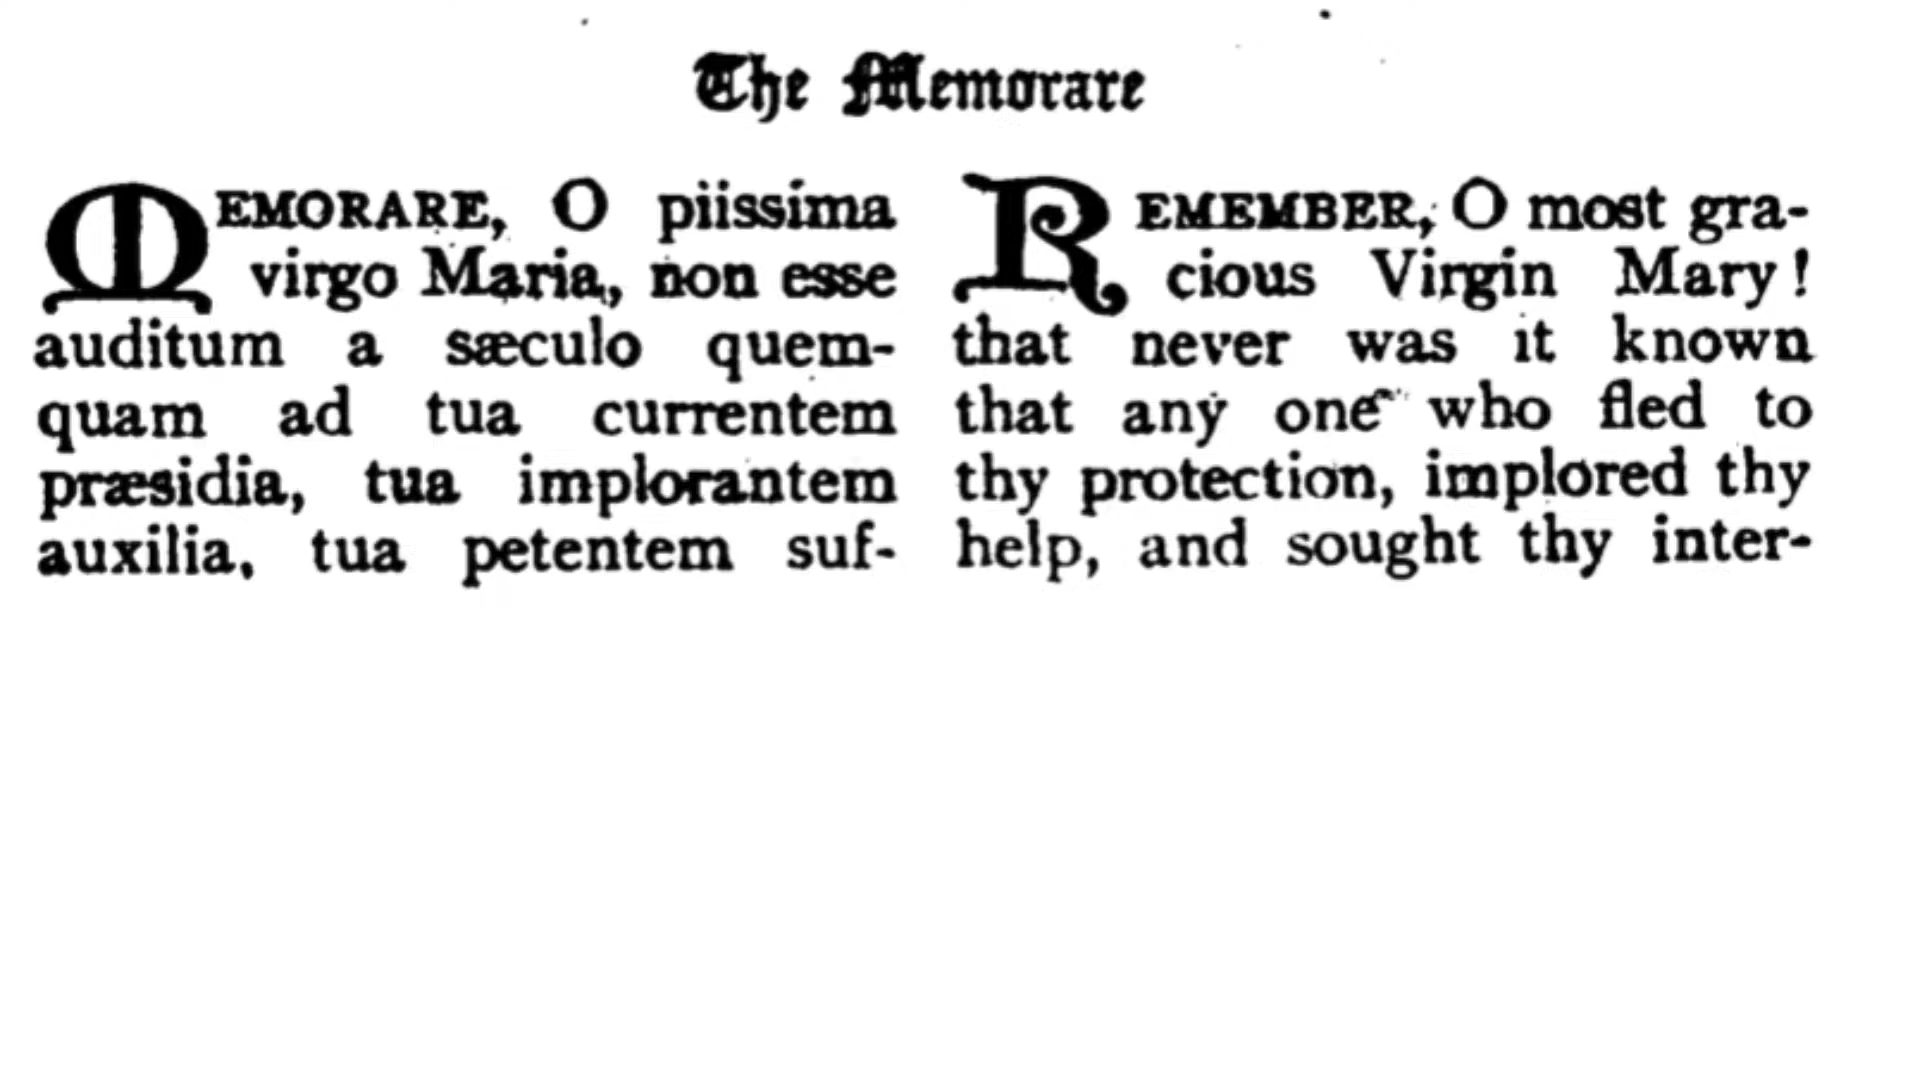 The Memorare
MEMORARE, O piissima
virgo Maria, non esse
auditum a sæculo quem-
quam ad tua currentem
præsidia, tua implorantem
auxilia, tua petentem suf-
REMEMBER, O most gra-
cious Virgin Mary!
that never was it known
that any one who fled to
thy protection, implored thy
help, and sought thy inter-